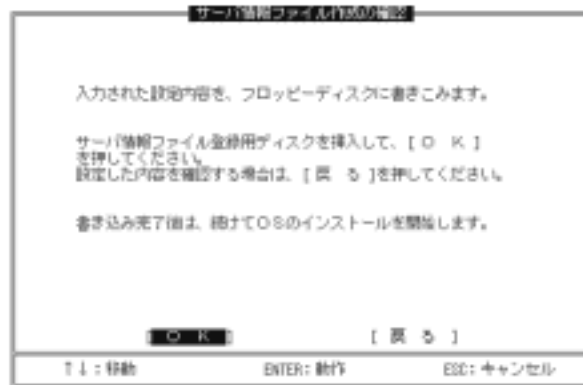 サーバ情報ファイル作成の確認
入力された設定内容を、フロッピーディスクに書きこみます。
サーバ情報ファイル登録用ディスクを挿入して、[ O K ]
を押してください。
設定した内容を確認する場合は、[ 戻 る ]を押してください。
書き込み完了後は、続けてOSのインストールを開始します。
[ O K ] [ 戻 る ]
↑↓:移動 ENTER:動作 ESC:キャンセル